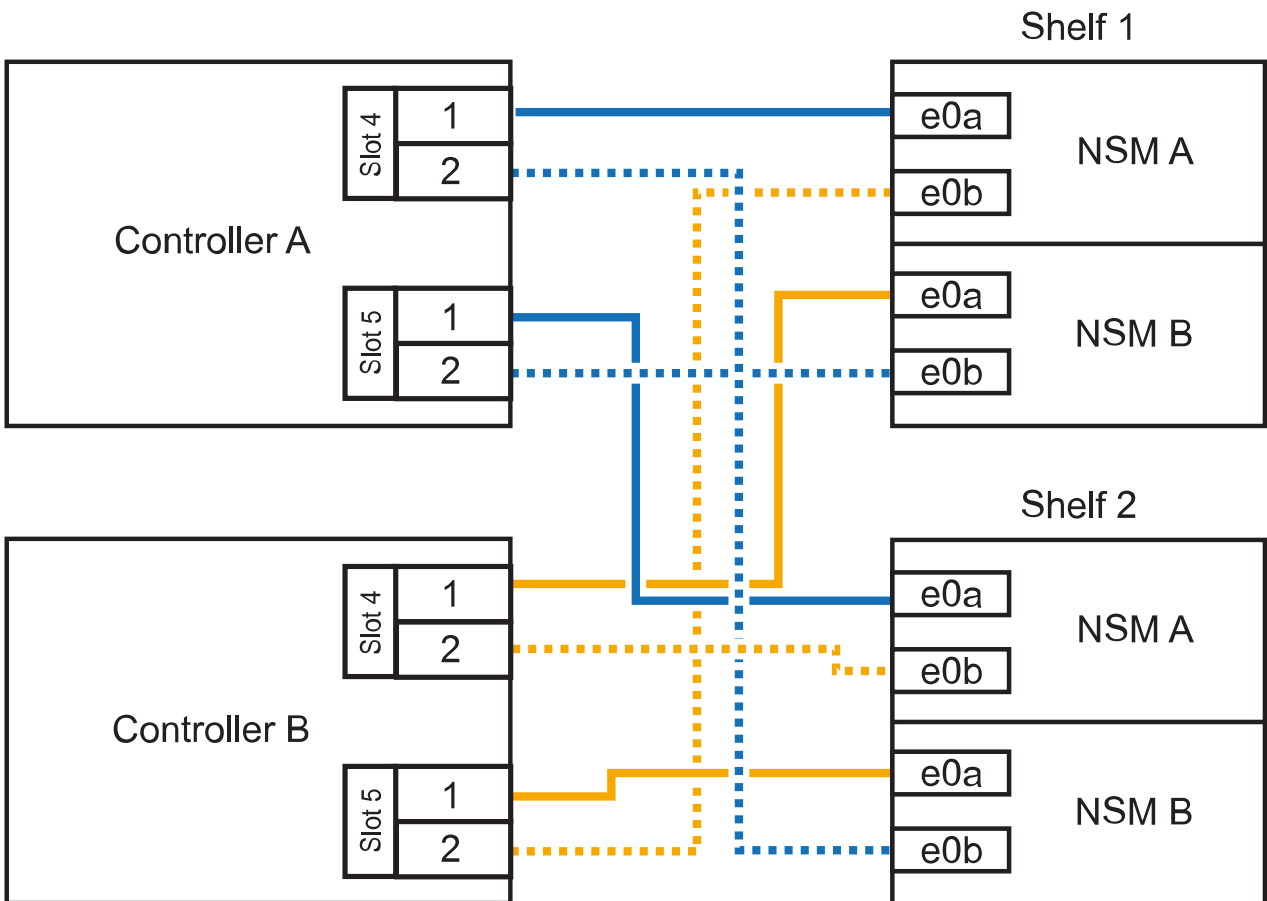 Shelf 1
Controller A
Slot 4
1
2
Slot 5
1
2
e0a
NSM A
e0b
e0a
NSM B
e0b
Shelf 2
Controller B
Slot 4
1
2
Slot 5
1
2
e0a
NSM A
e0b
e0a
NSM B
e0b